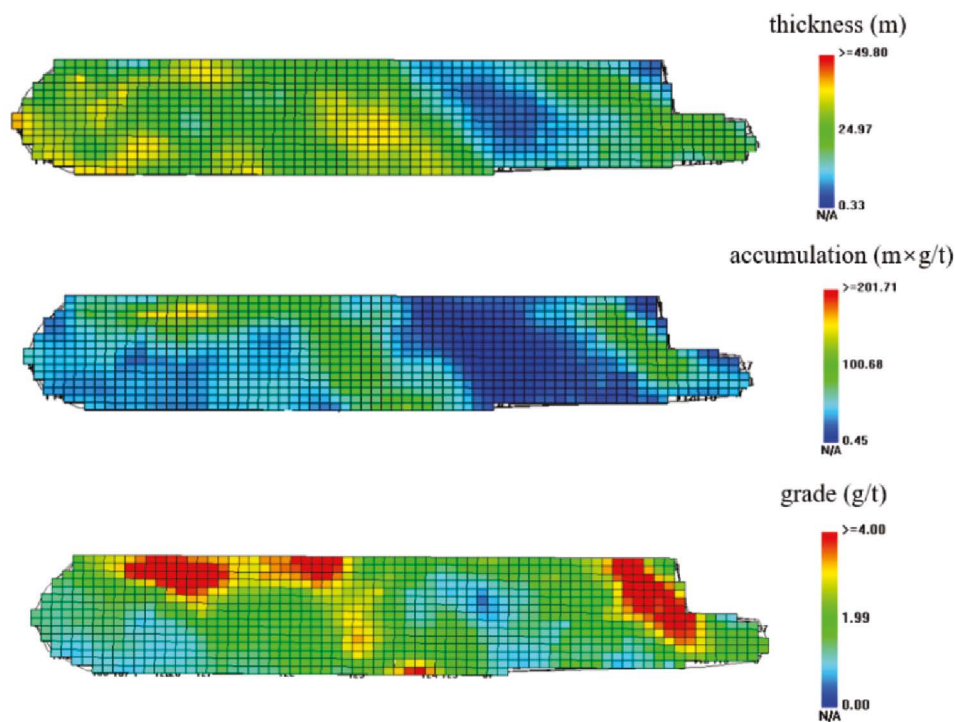 thickness (m)
>=49.80
24.97
0.33
N/A
accumulation (m×g/t)
>=201.71
100.68
0.45
N/A
grade (g/t)
>=4.00
1.99
0.00
N/A